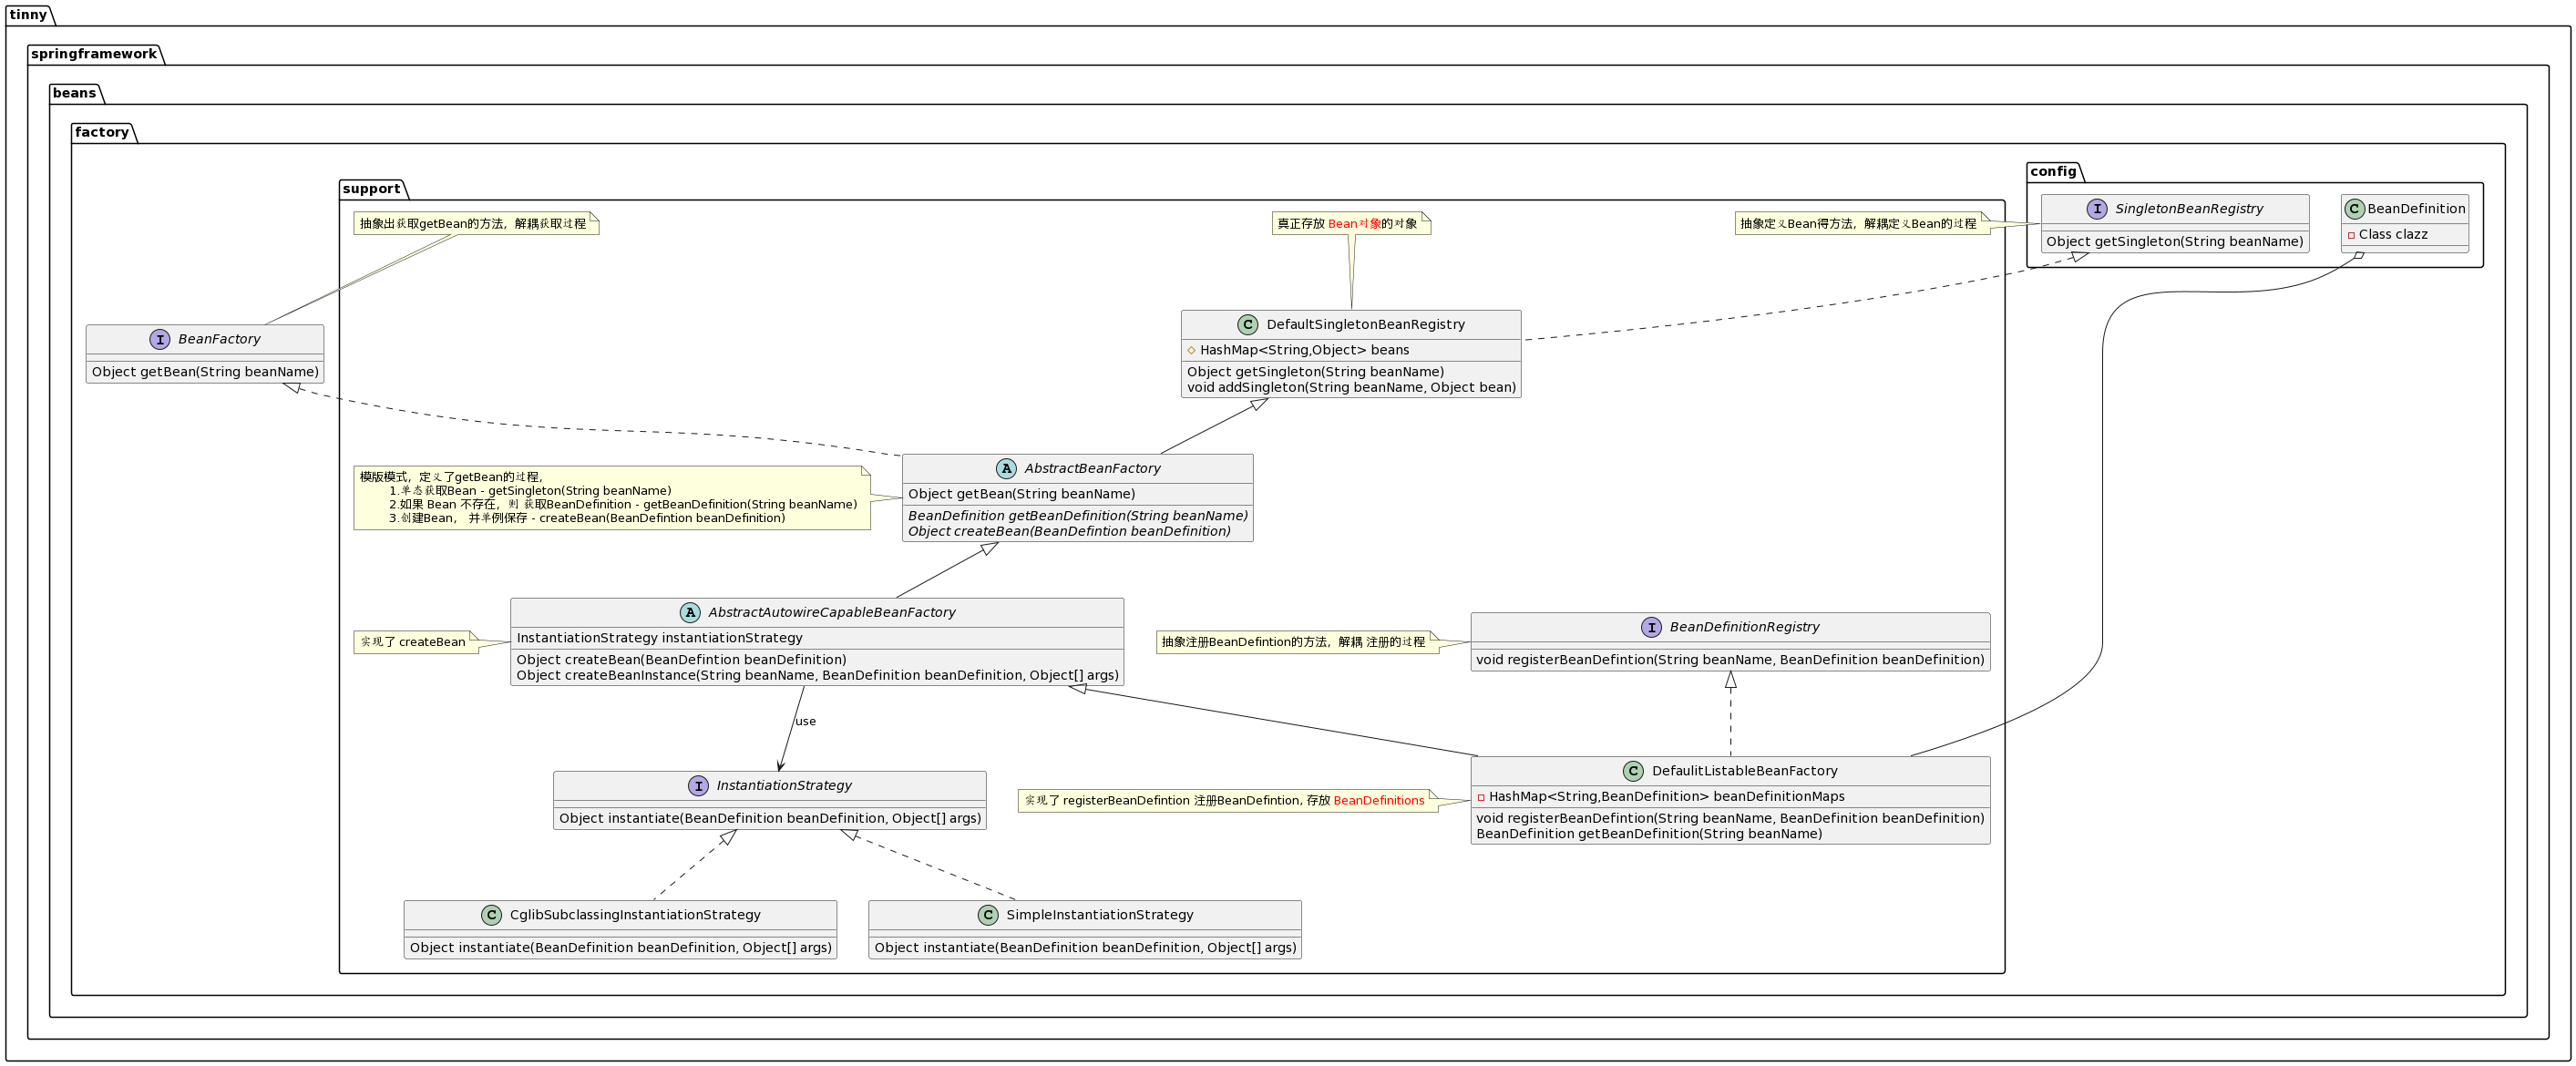 tinny
springframework
beans
factory
support
config
抽象出获取getBean的方法，解耦获取过程
真正存放 Bean对象的对象
抽象定义Bean得方法，解耦定义Bean的过程
SingletonBeanRegistry
Object getSingleton(String beanName)
BeanDefinition
Class clazz
BeanFactory
Object getBean(String beanName)
DefaultSingletonBeanRegistry
HashMap<String,Object> beans
Object getSingleton(String beanName)
void addSingleton(String beanName, Object bean)
模版模式，定义了getBean的过程，
1.单态获取Bean - getSingleton(String beanName)
2.如果 Bean 不存在，则 获取BeanDefinition - getBeanDefinition(String beanName)
3.创建Bean， 并单例保存 - createBean(BeanDefintion beanDefinition)
AbstractBeanFactory
Object getBean(String beanName)
BeanDefinition getBeanDefinition(String beanName)
Object createBean(BeanDefintion beanDefinition)
实现了 createBean
AbstractAutowireCapableBeanFactory
InstantiationStrategy instantiationStrategy
Object createBean(BeanDefintion beanDefinition)
Object createBeanInstance(String beanName, BeanDefinition beanDefinition, Object[] args)
抽象注册BeanDefintion的方法，解耦 注册的过程
BeanDefinitionRegistry
void registerBeanDefintion(String beanName, BeanDefinition beanDefinition)
use
InstantiationStrategy
Object instantiate(BeanDefinition beanDefinition, Object[] args)
实现了 registerBeanDefintion 注册BeanDefintion, 存放 BeanDefinitions
DefaulitListableBeanFactory
HashMap<String,BeanDefinition> beanDefinitionMaps
void registerBeanDefintion(String beanName, BeanDefinition beanDefinition)
BeanDefinition getBeanDefinition(String beanName)
CglibSubclassingInstantiationStrategy
Object instantiate(BeanDefinition beanDefinition, Object[] args)
SimpleInstantiationStrategy
Object instantiate(BeanDefinition beanDefinition, Object[] args)